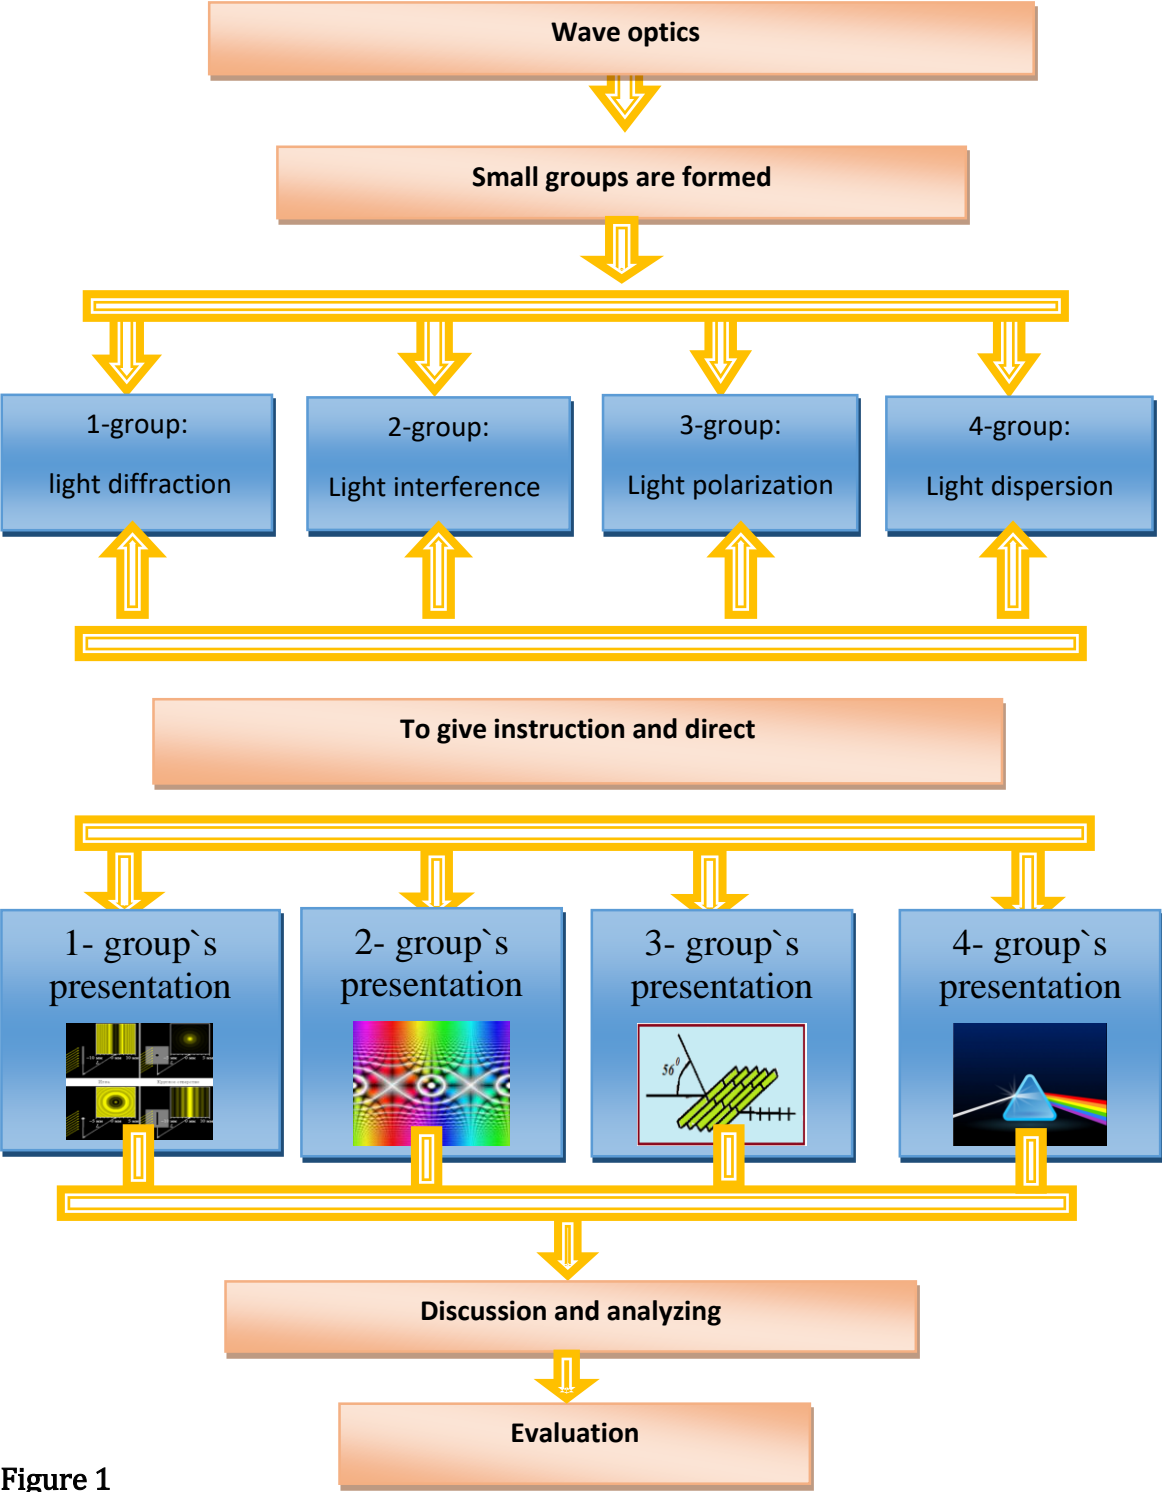 Wave optics
Small groups are formed
1-group:
light diffraction
2-group:
Light interference
3-group:
Light polarization
4-group:
Light dispersion
To give instruction and direct
1- group`s
presentation
2- group`s
presentation
3- group`s
presentation
4- group`s
presentation
56⁰
Discussion and analyzing
Evaluation
Figure 1